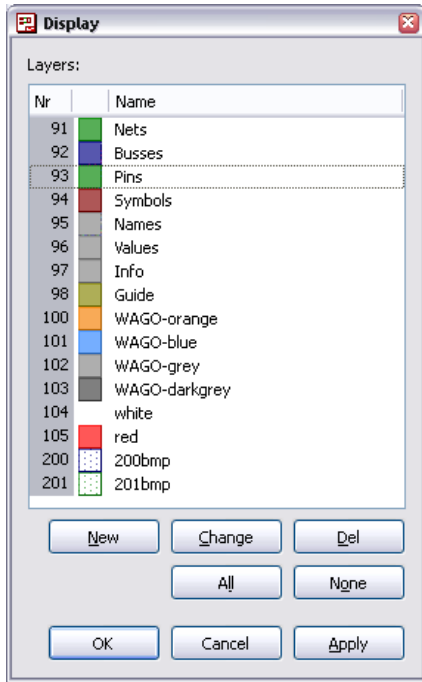 Display
Layers:
Nr Name
91 Nets
92 Busses
93 Pins
94 Symbols
95 Names
96 Values
97 Info
98 Guide
100 WAGO-orange
101 WAGO-blue
102 WAGO-grey
103 WAGO-darkgrey
104 white
105 red
200 200bmp
201 201bmp
New Change Del
All None
OK Cancel Apply